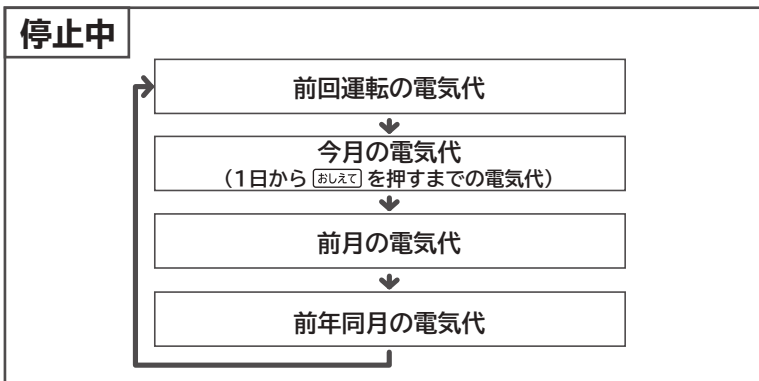 停止中
前回運転の電気代
今月の電気代
(1日から おしえて を押すまでの電気代)
前月の電気代
前年同月の電気代